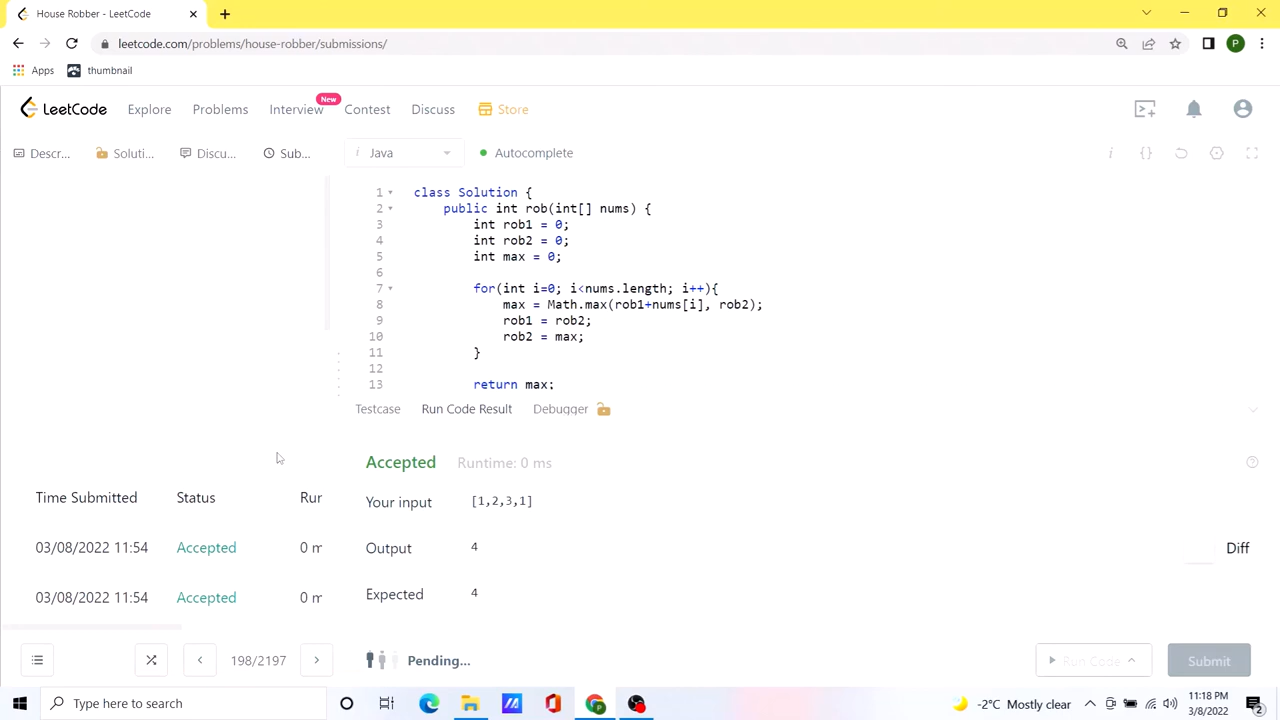 House Robber - LeetCode
leetcode.com/problems/house-robber/submissions/
Apps thumbnail
LeetCode Explore Problems Interview New Contest Discuss Store
Descr... Soluti... Discu... Sub... i Java Autocomplete i {}
1 class Solution {
2 public int rob(int[] nums) {
3 int rob1 = 0;
4 int rob2 = 0;
5 int max = 0;
6
7 for(int i=0; i<nums.length; i++){
8 max = Math.max(rob1+nums[i], rob2);
9 rob1 = rob2;
10 rob2 = max;
11 }
12
13 return max;
Testcase Run Code Result Debugger
Accepted Runtime: 0 ms
Your input [1,2,3,1]
Output 4 Diff
Expected 4
Time Submitted Status Rur
03/08/2022 11:54 Accepted 0 m
03/08/2022 11:54 Accepted 0 m
198/2197 Pending... Run Code Submit
Type here to search -2°C Mostly clear 11:18 PM
3/8/2022 2
P